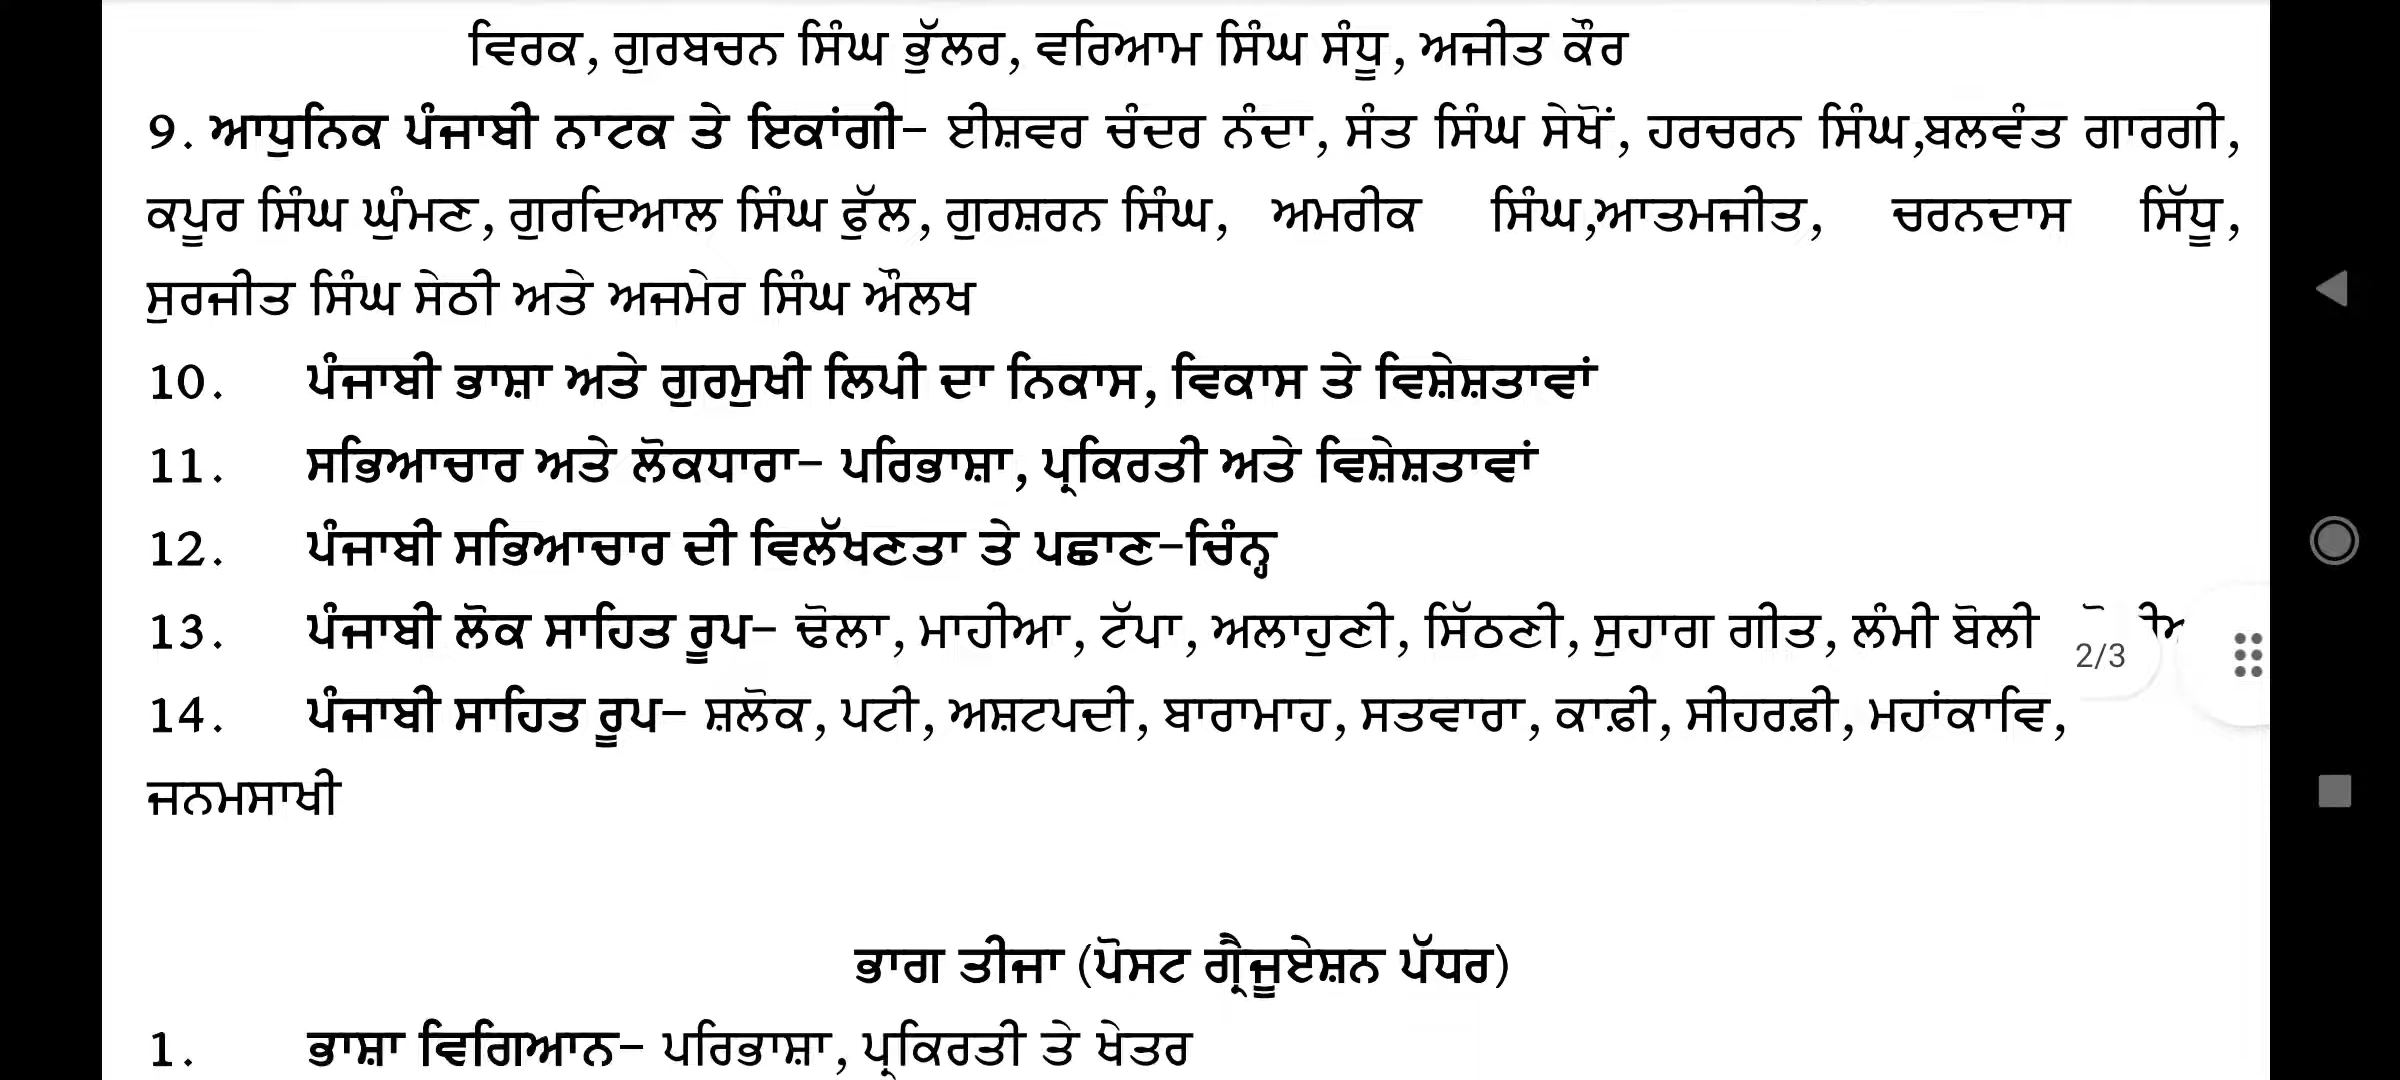 ਵਿਰਕ, ਗੁਰਬਚਨ ਸਿੰਘ ਭੁੱਲਰ, ਵਰਿਆਮ ਸਿੰਘ ਸੰਧੂ, ਅਜੀਤ ਕੌਰ
9. ਆਧੁਨਿਕ ਪੰਜਾਬੀ ਨਾਟਕ ਤੇ ਇਕਾਂਗੀ– ਈਸ਼ਵਰ ਚੰਦਰ ਨੰਦਾ, ਸੰਤ ਸਿੰਘ ਸੇਖੋਂ, ਹਰਚਰਨ ਸਿੰਘ,ਬਲਵੰਤ ਗਾਰਗੀ,
ਕਪੂਰ ਸਿੰਘ ਘੁੰਮਣ, ਗੁਰਦਿਆਲ ਸਿੰਘ ਫੁੱਲ, ਗੁਰਸ਼ਰਨ ਸਿੰਘ, ਅਮਰੀਕ ਸਿੰਘ,ਆਤਮਜੀਤ, ਚਰਨਦਾਸ ਸਿੱਧੂ,
ਸੁਰਜੀਤ ਸਿੰਘ ਸੇਠੀ ਅਤੇ ਅਜਮੇਰ ਸਿੰਘ ਔਲਖ
10. ਪੰਜਾਬੀ ਭਾਸ਼ਾ ਅਤੇ ਗੁਰਮੁਖੀ ਲਿਪੀ ਦਾ ਨਿਕਾਸ, ਵਿਕਾਸ ਤੇ ਵਿਸ਼ੇਸ਼ਤਾਵਾਂ
11. ਸਭਿਆਚਾਰ ਅਤੇ ਲੋਕਧਾਰਾ– ਪਰਿਭਾਸ਼ਾ, ਪ੍ਰਕਿਰਤੀ ਅਤੇ ਵਿਸ਼ੇਸ਼ਤਾਵਾਂ
12. ਪੰਜਾਬੀ ਸਭਿਆਚਾਰ ਦੀ ਵਿਲੱਖਣਤਾ ਤੇ ਪਛਾਣ–ਚਿੰਨ੍ਹ
13. ਪੰਜਾਬੀ ਲੋਕ ਸਾਹਿਤ ਰੂਪ– ਢੋਲਾ, ਮਾਹੀਆ, ਟੱਪਾ, ਅਲਾਹੁਣੀ, ਸਿੱਠਣੀ, ਸੁਹਾਗ ਗੀਤ, ਲੰਮੀ ਬੋਲੀ
2/3
14. ਪੰਜਾਬੀ ਸਾਹਿਤ ਰੂਪ– ਸ਼ਲੋਕ, ਪਟੀ, ਅਸ਼ਟਪਦੀ, ਬਾਰਾਮਾਹ, ਸਤਵਾਰਾ, ਕਾਫ਼ੀ, ਸੀਹਰਫ਼ੀ, ਮਹਾਂਕਾਵਿ,
ਜਨਮਸਾਖੀ
ਭਾਗ ਤੀਜਾ (ਪੋਸਟ ਗ੍ਰੈਜੂਏਸ਼ਨ ਪੱਧਰ)
1. ਭਾਸ਼ਾ ਵਿਗਿਆਨ– ਪਰਿਭਾਸ਼ਾ, ਪ੍ਰਕਿਰਤੀ ਤੇ ਖੇਤਰ